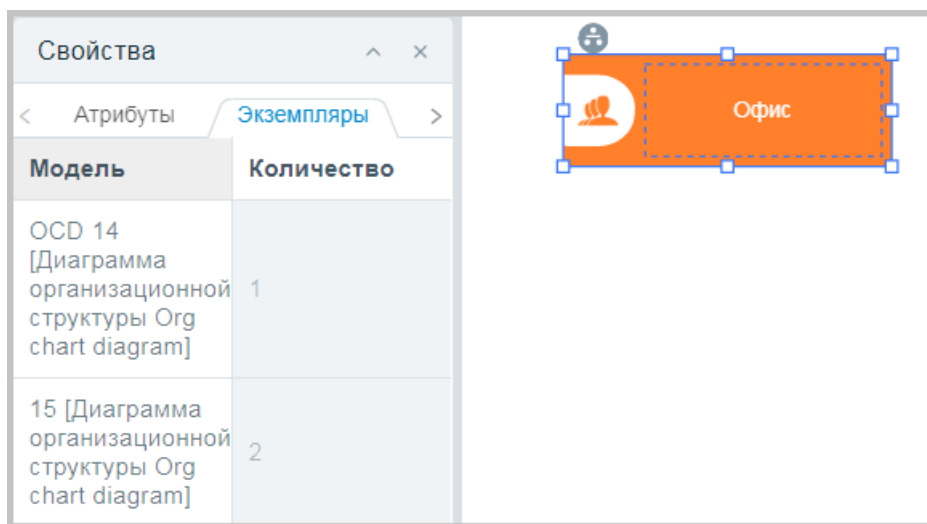 Свойства
Атрибуты Экземпляры
Модель Количество
OCD 14
[Диаграмма
организационной
структуры Org
chart diagram]
1
15 [Диаграмма
организационной
структуры Org
chart diagram]
2
Офис